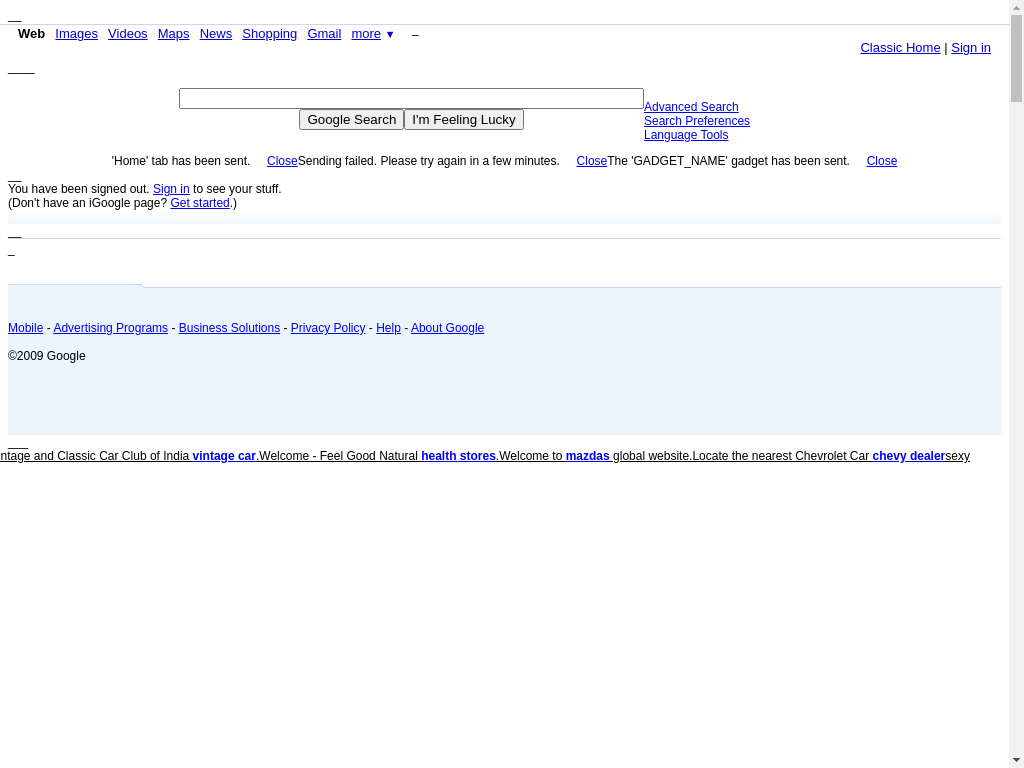 Web Images Videos Maps News Shopping Gmail more ▼
Classic Home | Sign in
Google Search I'm Feeling Lucky
Advanced Search
Search Preferences
Language Tools
'Home' tab has been sent. CloseSending failed. Please try again in a few minutes. CloseThe 'GADGET_NAME' gadget has been sent. Close
You have been signed out. Sign in to see your stuff.
(Don't have an iGoogle page? Get started.)
Mobile - Advertising Programs - Business Solutions - Privacy Policy - Help - About Google
©2009 Google
ntage and Classic Car Club of India vintage car.Welcome - Feel Good Natural health stores.Welcome to mazdas global website.Locate the nearest Chevrolet Car chevy dealersexy